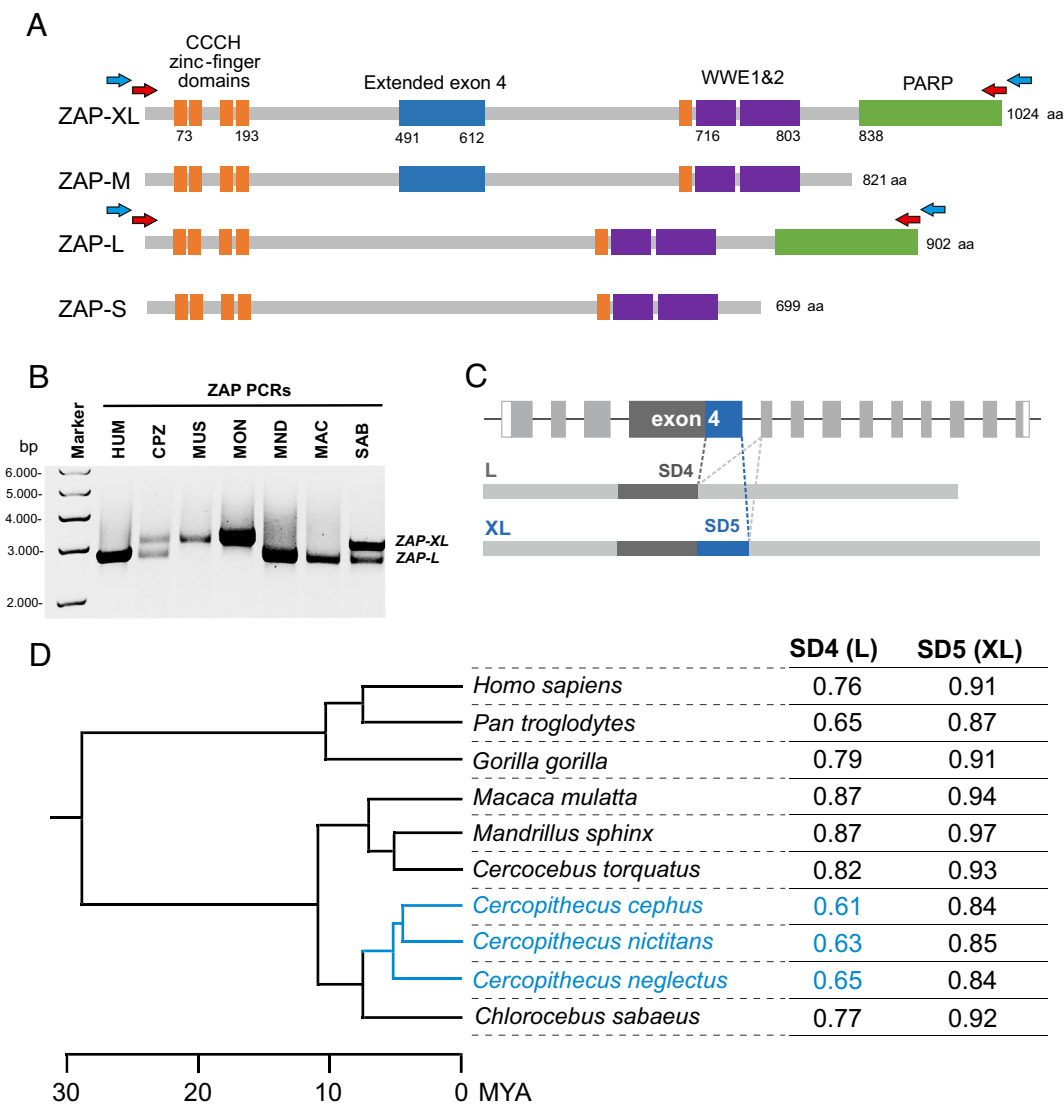 A
CCCH
zinc-finger
domains
Extended exon 4
WWE1&2
PARP
ZAP-XL
73
193
491
612
716
803
838
1024 aa
ZAP-M
821 aa
ZAP-L
902 aa
ZAP-S
699 aa
B
ZAP PCRs
bp
Marker
HUM
CPZ
MUS
MON
MND
MAC
SAB
6.000-
5.000-
4.000-
3.000-
2.000-
ZAP-XL
ZAP-L
C
exon 4
L
SD4
XL
SD5
D
SD4 (L) SD5 (XL)
Homo sapiens 0.76 0.91
Pan troglodytes 0.65 0.87
Gorilla gorilla 0.79 0.91
Macaca mulatta 0.87 0.94
Mandrillus sphinx 0.87 0.97
Cercocebus torquatus 0.82 0.93
Cercopithecus cephus 0.61 0.84
Cercopithecus nictitans 0.63 0.85
Cercopithecus neglectus 0.65 0.84
Chlorocebus sabaeus 0.77 0.92
30 20 10 0 MYA